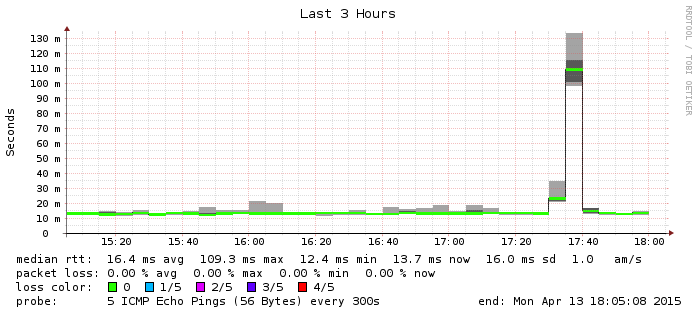 Last 3 Hours
RRDTOOL / TOBI OETIKER
Seconds
130 m
120 m
110 m
100 m
90 m
80 m
70 m
60 m
50 m
40 m
30 m
20 m
10 m
0
15:20 15:40 16:00 16:20 16:40 17:00 17:20 17:40 18:00
median rtt: 16.4 ms avg 109.3 ms max 12.4 ms min 13.7 ms now 16.0 ms sd 1.0 am/s
packet loss: 0.00 % avg 0.00 % max 0.00 % min 0.00 % now
loss color: 0 1/5 2/5 3/5 4/5
probe: 5 ICMP Echo Pings (56 Bytes) every 300s end: Mon Apr 13 18:05:08 2015